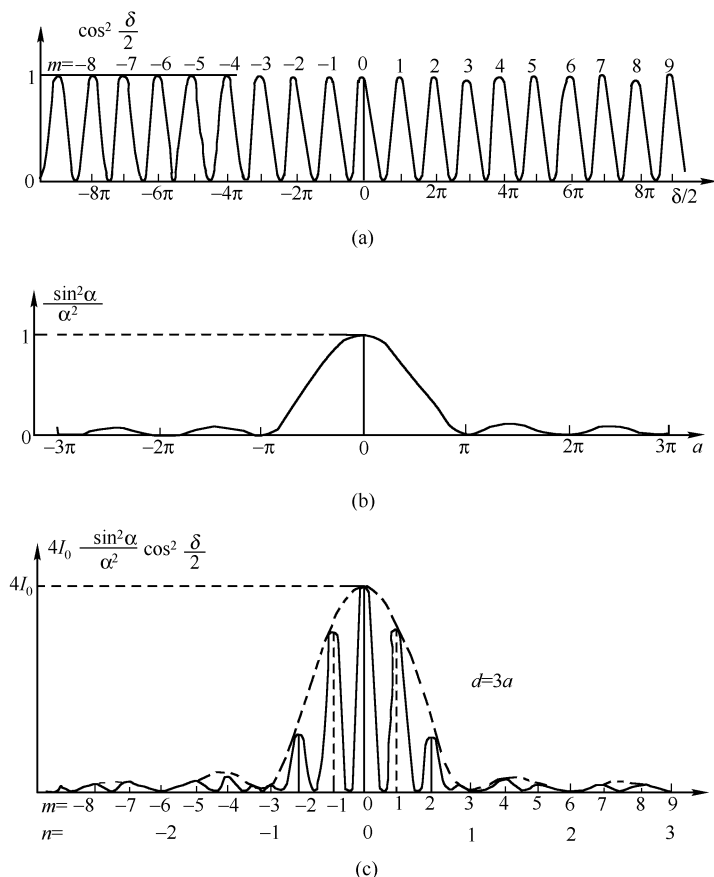 cos² δ/2
m=−8 −7 −6 −5 −4 −3 −2 −1 0 1 2 3 4 5 6 7 8 9
1
0
−8π −6π −4π −2π 0 2π 4π 6π 8π δ/2
(a)
sin²α/α²
1
0
−3π −2π −π 0 π 2π 3π a
(b)
4I₀ sin²α/α² cos² δ/2
4I₀
d=3a
m= −8 −7 −6 −5 −4 −3 −2 −1 0 1 2 3 4 5 6 7 8 9
n= −2 −1 0 1 2 3
(c)